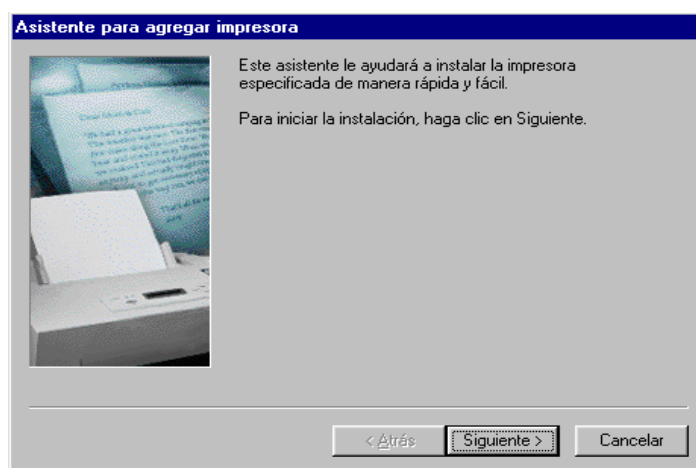 Asistente para agregar impresora
Este asistente le ayudará a instalar la impresora
especificada de manera rápida y fácil.
Para iniciar la instalación, haga clic en Siguiente.
< Atrás
Siguiente >
Cancelar